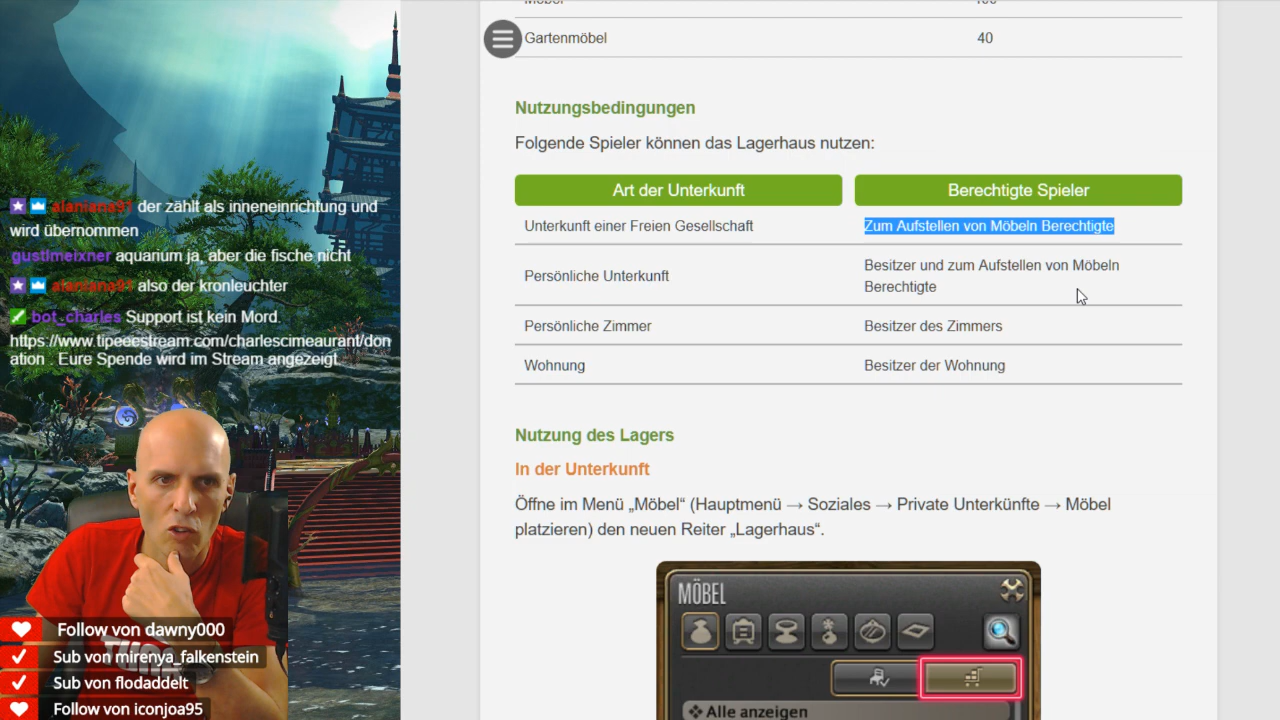 alaniana91 der zählt als inneneinrichtung und
wird übernommen
gustlmeixner aquarium ja, aber die fische nicht
alaniana91 also der kronleuchter
bot_charles Support ist kein Mord
https://www.tipeeestream.com/charlescimeaurant/don
ation . Eure Spende wird im Stream angezeigt
Follow von dawny000
Sub von mirenya_falkenstein
Sub von flodaddelt
Follow von iconjoa95
Möbel
Gartenmöbel 40
Nutzungsbedingungen
Folgende Spieler können das Lagerhaus nutzen:
Art der Unterkunft Berechtigte Spieler
Unterkunft einer Freien Gesellschaft Zum Aufstellen von Möbeln Berechtigte
Persönliche Unterkunft Besitzer und zum Aufstellen von Möbeln
Berechtigte
Persönliche Zimmer Besitzer des Zimmers
Wohnung Besitzer der Wohnung
Nutzung des Lagers
In der Unterkunft
Öffne im Menü „Möbel“ (Hauptmenü → Soziales → Private Unterkünfte → Möbel
platzieren) den neuen Reiter „Lagerhaus“.
MÖBEL
Alle anzeigen